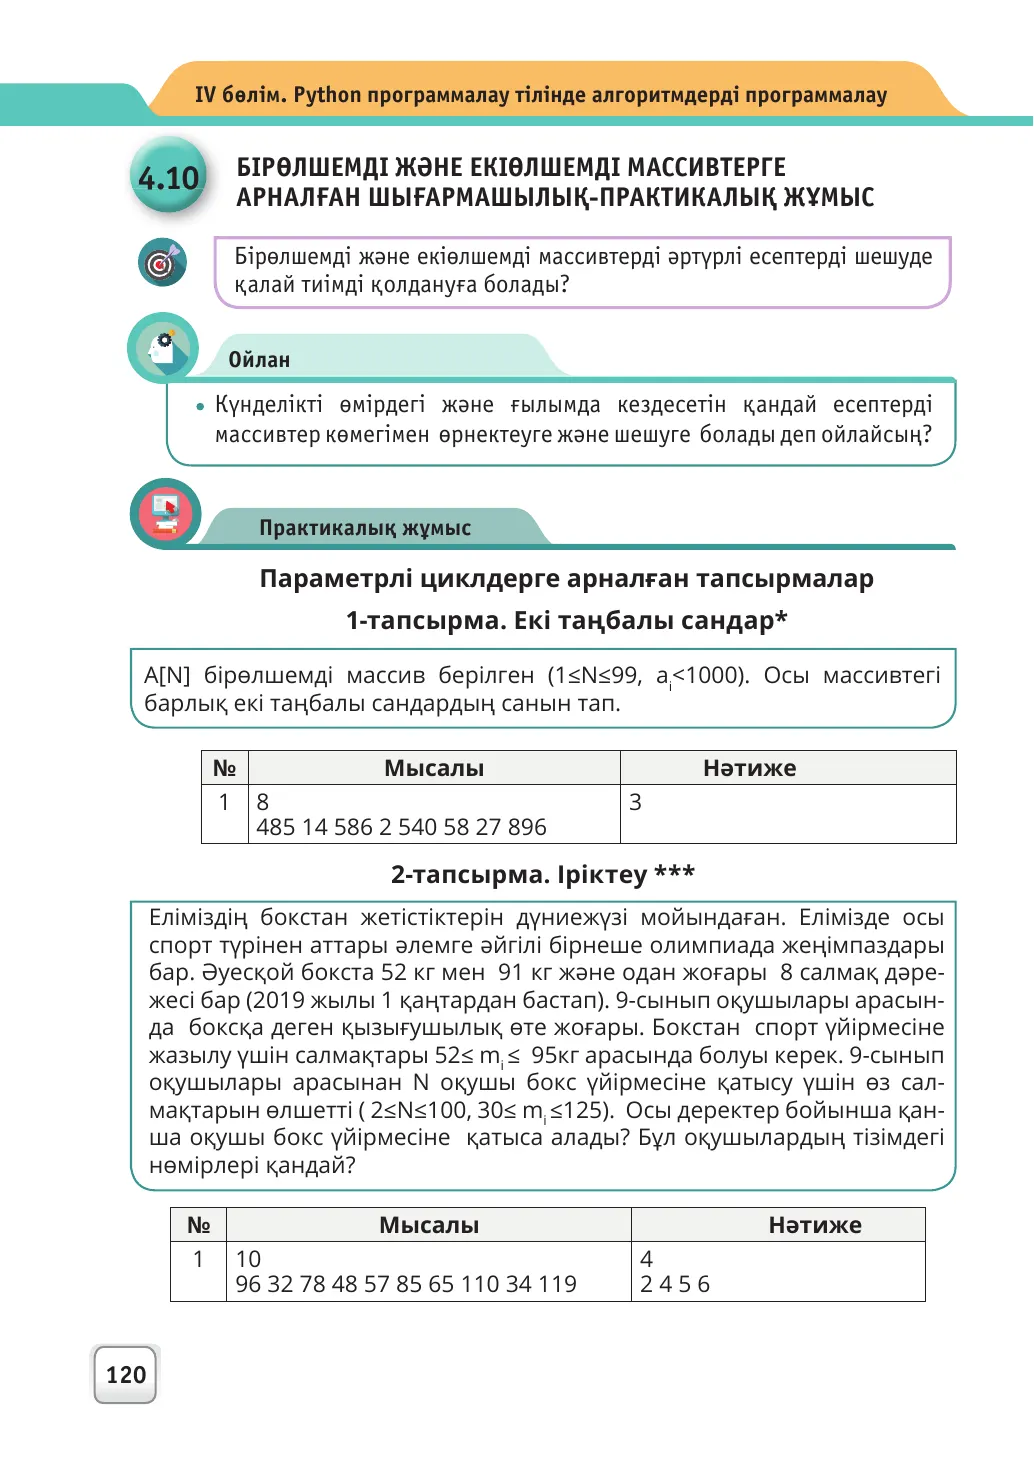 IV бөлім. Python программалау тілінде алгоритмдерді программалау
4.10
БІРӨЛШЕМДІ ЖӘНЕ ЕКІӨЛШЕМДІ МАССИВТЕРГЕ
АРНАЛҒАН ШЫҒАРМАШЫЛЫҚ-ПРАКТИКАЛЫҚ ЖҰМЫС
Бірөлшемді және екіөлшемді массивтерді әртүрлі есептерді шешуде
қалай тиімді қолдануға болады?
Ойлан
• Күнделікті өмірдегі және ғылымда кездесетін қандай есептерді
массивтер көмегімен өрнектеуге және шешуге болады деп ойлайсың?
Практикалық жұмыс
Параметрлі циклдерге арналған тапсырмалар
1-тапсырма. Екі таңбалы сандар*
A[N] бірөлшемді массив берілген (1≤N≤99, aᵢ<1000). Осы массивтегі
барлық екі таңбалы сандардың санын тап.
№ Мысалы Нәтиже
1 8 3
485 14 586 2 540 58 27 896
2-тапсырма. Іріктеу ***
Еліміздің бокстан жетістіктерін дүниежүзі мойындаған. Елімізде осы
спорт түрінен аттары әлемге әйгілі бірнеше олимпиада жеңімпаздары
бар. Әуесқой бокста 52 кг мен 91 кг және одан жоғары 8 салмақ дәре-
жесі бар (2019 жылы 1 қаңтардан бастап). 9-сынып оқушылары арасын-
да боксқа деген қызығушылық өте жоғары. Бокстан спорт үйірмесіне
жазылу үшін салмақтары 52≤ mᵢ ≤ 95кг арасында болуы керек. 9-сынып
оқушылары арасынан N оқушы бокс үйірмесіне қатысу үшін өз сал-
мақтарын өлшетті ( 2≤N≤100, 30≤ mᵢ ≤125). Осы деректер бойынша қан-
ша оқушы бокс үйірмесіне қатыса алады? Бұл оқушылардың тізімдегі
нөмірлері қандай?
№ Мысалы Нәтиже
1 10 4
96 32 78 48 57 85 65 110 34 119 2 4 5 6
120